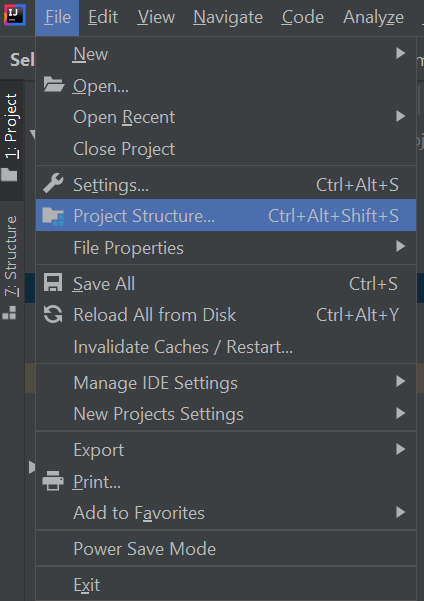 IJ
File Edit View Navigate Code Analyze
Sel
New
Open...
Open Recent
Close Project
Settings... Ctrl+Alt+S
Project Structure... Ctrl+Alt+Shift+S
File Properties
Save All Ctrl+S
Reload All from Disk Ctrl+Alt+Y
Invalidate Caches / Restart...
Manage IDE Settings
New Projects Settings
Export
Print...
Add to Favorites
Power Save Mode
Exit
1: Project
7: Structure